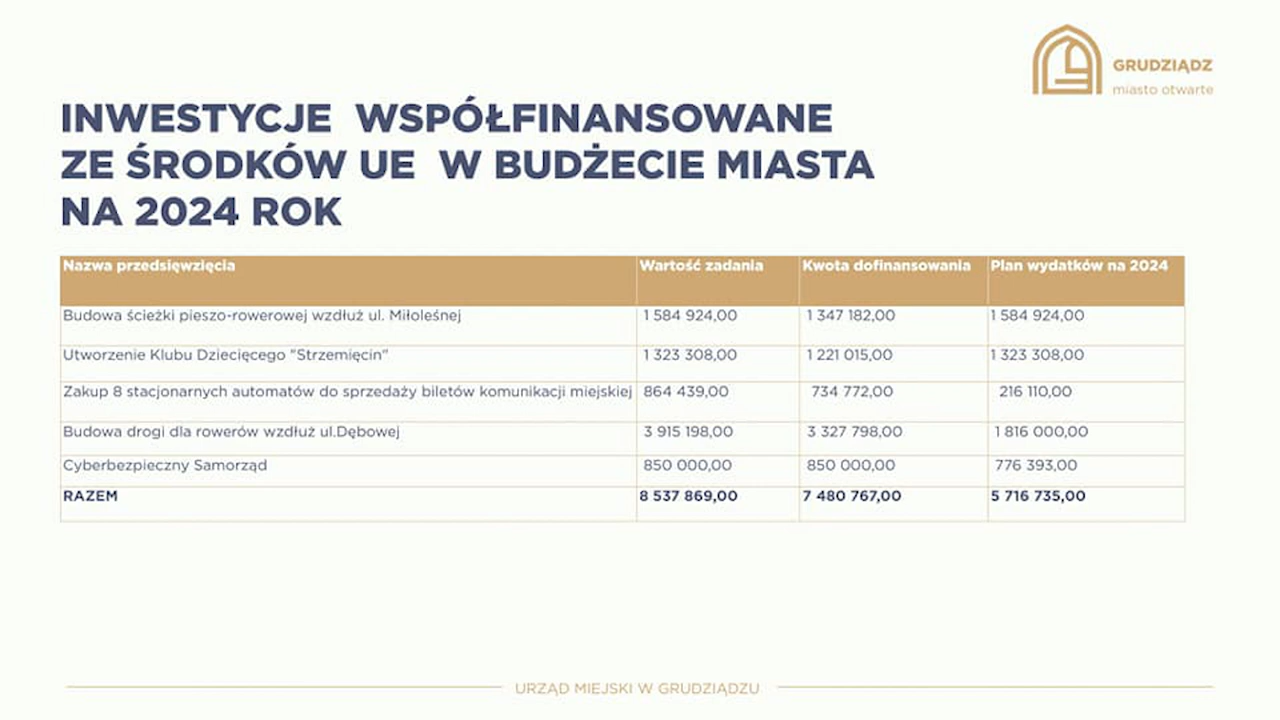 GRUDZIĄDZ
miasto otwarte
INWESTYCJE WSPÓŁFINANSOWANE
ZE ŚRODKÓW UE W BUDŻECIE MIASTA
NA 2024 ROK
Nazwa przedsięwzięcia Wartość zadania Kwota dofinansowania Plan wydatków na 2024
Budowa ścieżki pieszo-rowerowej wzdłuż ul. Miłoleśnej 1 584 924,00 1 347 182,00 1 584 924,00
Utworzenie Klubu Dziecięcego "Strzemięcin" 1 323 308,00 1 221 015,00 1 323 308,00
Zakup 8 stacjonarnych automatów do sprzedaży biletów komunikacji miejskiej 864 439,00 734 772,00 216 110,00
Budowa drogi dla rowerów wzdłuż ul.Dębowej 3 915 198,00 3 327 798,00 1 816 000,00
Cyberbezpieczny Samorząd 850 000,00 850 000,00 776 393,00
RAZEM 8 537 869,00 7 480 767,00 5 716 735,00
URZĄD MIEJSKI W GRUDZIĄDZU